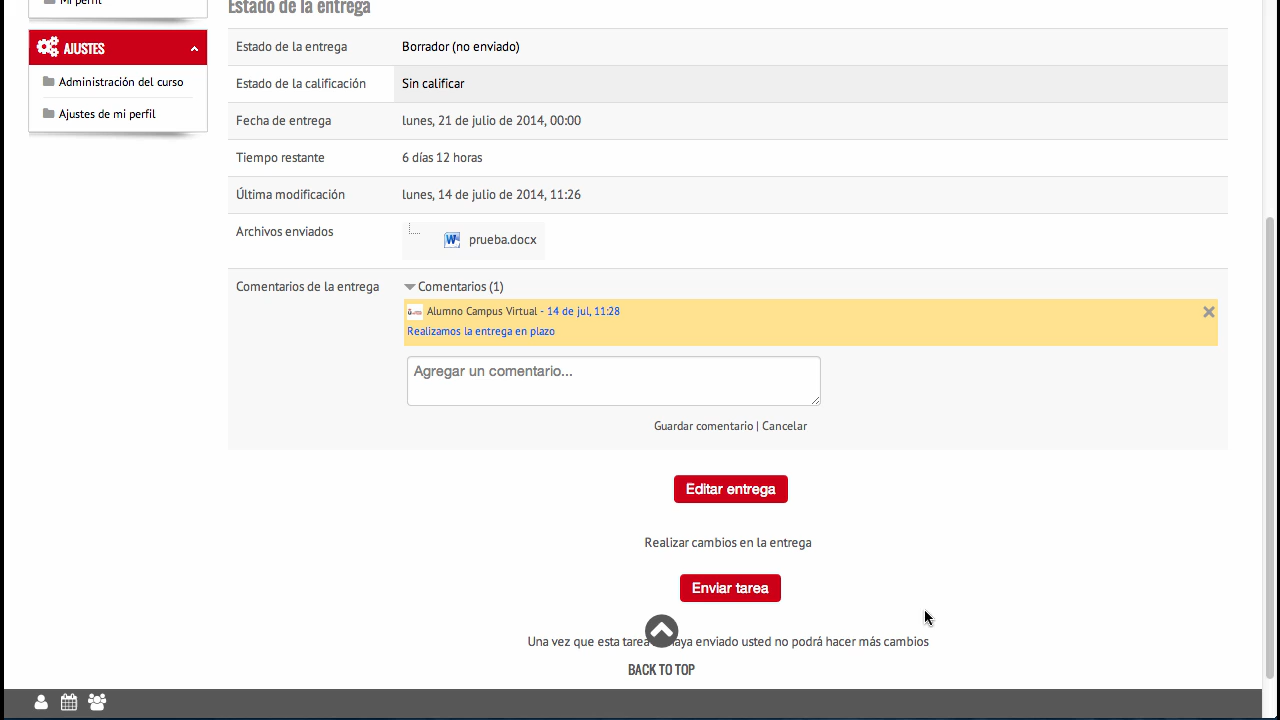 Mi perfil
Estado de la entrega
AJUSTES
Administración del curso
Ajustes de mi perfil
Estado de la entrega Borrador (no enviado)
Estado de la calificación Sin calificar
Fecha de entrega lunes, 21 de julio de 2014, 00:00
Tiempo restante 6 días 12 horas
Última modificación lunes, 14 de julio de 2014, 11:26
Archivos enviados prueba.docx
Comentarios de la entrega Comentarios (1)
Alumno Campus Virtual - 14 de jul, 11:28
Realizamos la entrega en plazo
Agregar un comentario...
Guardar comentario | Cancelar
Editar entrega
Realizar cambios en la entrega
Enviar tarea
Una vez que esta tarea haya enviado usted no podrá hacer más cambios
BACK TO TOP